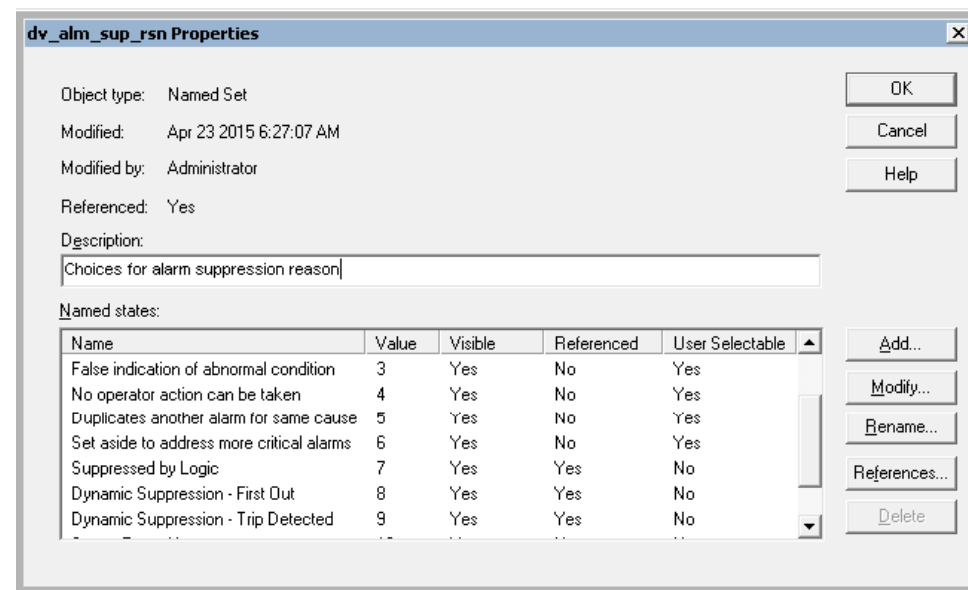 dv_alm_sup_rsn Properties
Object type: Named Set
Modified: Apr 23 2015 6:27:07 AM
Modified by: Administrator
Referenced: Yes
Description:
Choices for alarm suppression reason
Named states:
Name Value Visible Referenced User Selectable
False indication of abnormal condition 3 Yes No Yes
No operator action can be taken 4 Yes No Yes
Duplicates another alarm for same cause 5 Yes No Yes
Set aside to address more critical alarms 6 Yes No Yes
Suppressed by Logic 7 Yes Yes No
Dynamic Suppression - First Out 8 Yes Yes No
Dynamic Suppression - Trip Detected 9 Yes Yes No
OK
Cancel
Help
Add...
Modify...
Rename...
References...
Delete